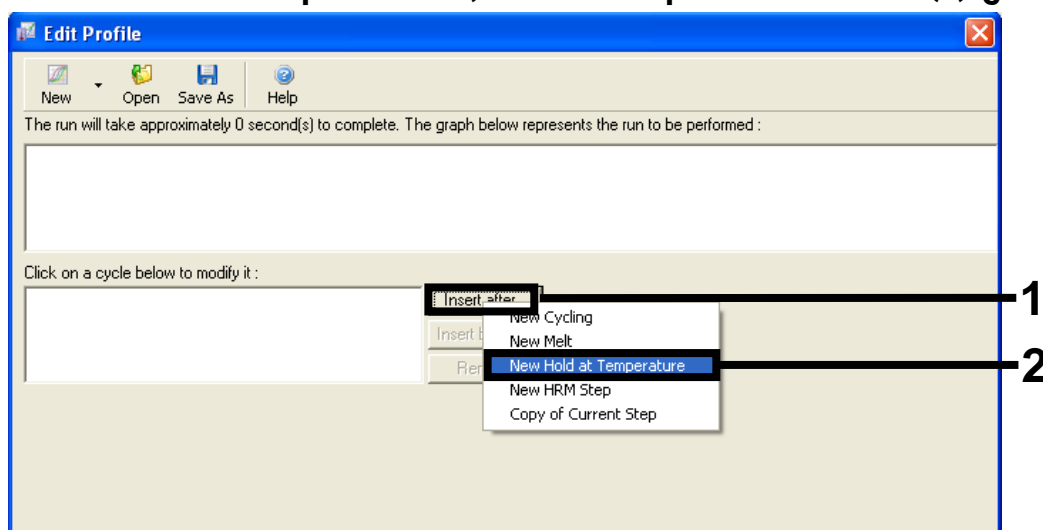 Edit Profile
New Open Save As Help
The run will take approximately 0 second(s) to complete. The graph below represents the run to be performed :
Click on a cycle below to modify it :
Insert after... 1
New Cycling
Insert
New Melt
New Hold at Temperature 2
New HRM Step
Copy of Current Step